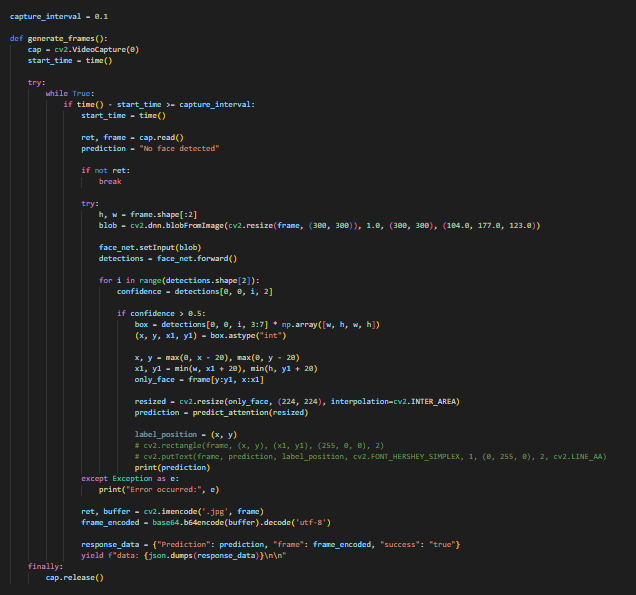 capture_interval = 0.1
def generate_frames():
    cap = cv2.VideoCapture(0)
    start_time = time()
    try:
        while True:
            if time() - start_time >= capture_interval:
                start_time = time()
                ret, frame = cap.read()
                prediction = "No face detected"
                if not ret:
                    break
                try:
                    h, w = frame.shape[:2]
                    blob = cv2.dnn.blobFromImage(cv2.resize(frame, (300, 300)), 1.0, (300, 300), (104.0, 177.0, 123.0))
                    face_net.setInput(blob)
                    detections = face_net.forward()
                    for i in range(detections.shape[2]):
                        confidence = detections[0, 0, i, 2]
                        if confidence > 0.5:
                            box = detections[0, 0, i, 3:7] * np.array([w, h, w, h])
                            (x, y, x1, y1) = box.astype("int")
                            x, y = max(0, x - 20), max(0, y - 20)
                            x1, y1 = min(w, x1 + 20), min(h, y1 + 20)
                            only_face = frame[y:y1, x:x1]
                            resized = cv2.resize(only_face, (224, 224), interpolation=cv2.INTER_AREA)
                            prediction = predict_attention(resized)
                            label_position = (x, y)
                            # cv2.rectangle(frame, (x, y), (x1, y1), (255, 0, 0), 2)
                            # cv2.putText(frame, prediction, label_position, cv2.FONT_HERSHEY_SIMPLEX, 1, (0, 255, 0), 2, cv2.LINE_AA)
                            print(prediction)
                except Exception as e:
                    print("Error occurred:", e)
                ret, buffer = cv2.imencode('.jpg', frame)
                frame_encoded = base64.b64encode(buffer).decode('utf-8')
                response_data = {"Prediction": prediction, "frame": frame_encoded, "success": "true"}
                yield f"data: {json.dumps(response_data)}\n\n"
    finally:
        cap.release()